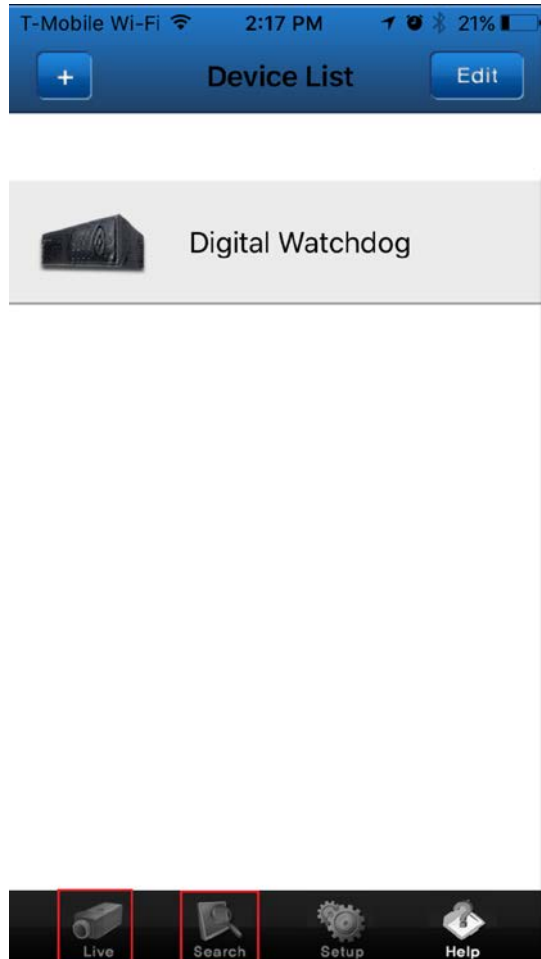 T-Mobile Wi-Fi 2:17 PM 21%
+ Device List Edit
Digital Watchdog
Live Search Setup Help